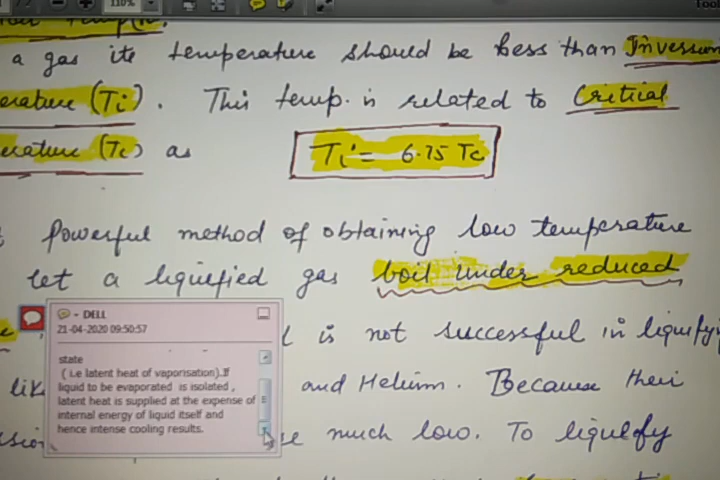 110%
Tool
a gas its temperature should be less than Inversion
erature (Ti). This temp. is related to Critical
erature (Tc) as Ti = 6.75 Tc
powerful method of obtaining low temperature
let a liquefied gas boil under reduced
- DELL
21-04-2020 09:50:57
is not successful in liquefyi
state
( i.e latent heat of vaporisation).If
liquid to be evaporated is isolated ,
latent heat is supplied at the expense of
internal energy of liquid itself and
hence intense cooling results.
lik and Helium. Because their
much low. To liquefy